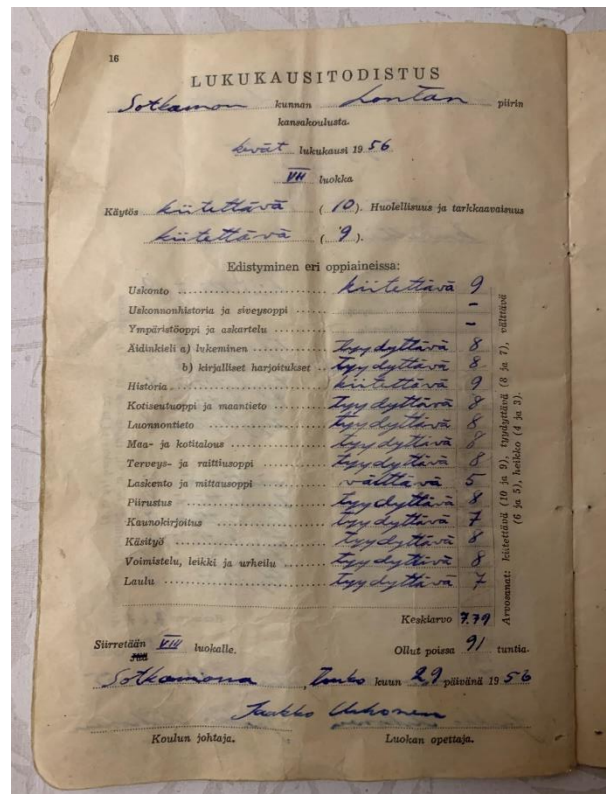 16
LUKUKAUSITODISTUS
Sotkamon kunnan Lontan piirin
kansakoulusta.
kevät lukukausi 1956
VII luokka
Käytös kiitettävä (10). Huolellisuus ja tarkkaavaisuus
kiitettävä (9).
Edistyminen eri oppiaineissa:
Uskonto kiitettävä 9
Uskonnonhistoria ja siveysoppi –
Ympäristöoppi ja askartelu –
Äidinkieli a) lukeminen tyydyttävä 8
b) kirjalliset harjoitukset tyydyttävä 8
Historia kiitettävä 9
Kotiseutuoppi ja maantieto tyydyttävä 8
Luonnontieto tyydyttävä 8
Maa- ja kotitalous tyydyttävä 8
Terveys- ja raittiusoppi tyydyttävä 8
Laskento ja mittausoppi välttävä 5
Piirustus tyydyttävä 8
Kaunokirjoitus tyydyttävä 7
Käsityö tyydyttävä 8
Voimistelu, leikki ja urheilu tyydyttävä 8
Laulu tyydyttävä 7
Arvosanat: kiitettävä (10 ja 9), tyydyttävä (8 ja 7), välttävä
(6 ja 5), heikko (4 ja 3).
Keskiarvo 7.79
Siirretään VIII luokalle. Ollut poissa 91 tuntia.
Sotkamossa, Touko kuun 29 päivänä 1956
Jaakko
Koulun johtaja. Luokan opettaja.